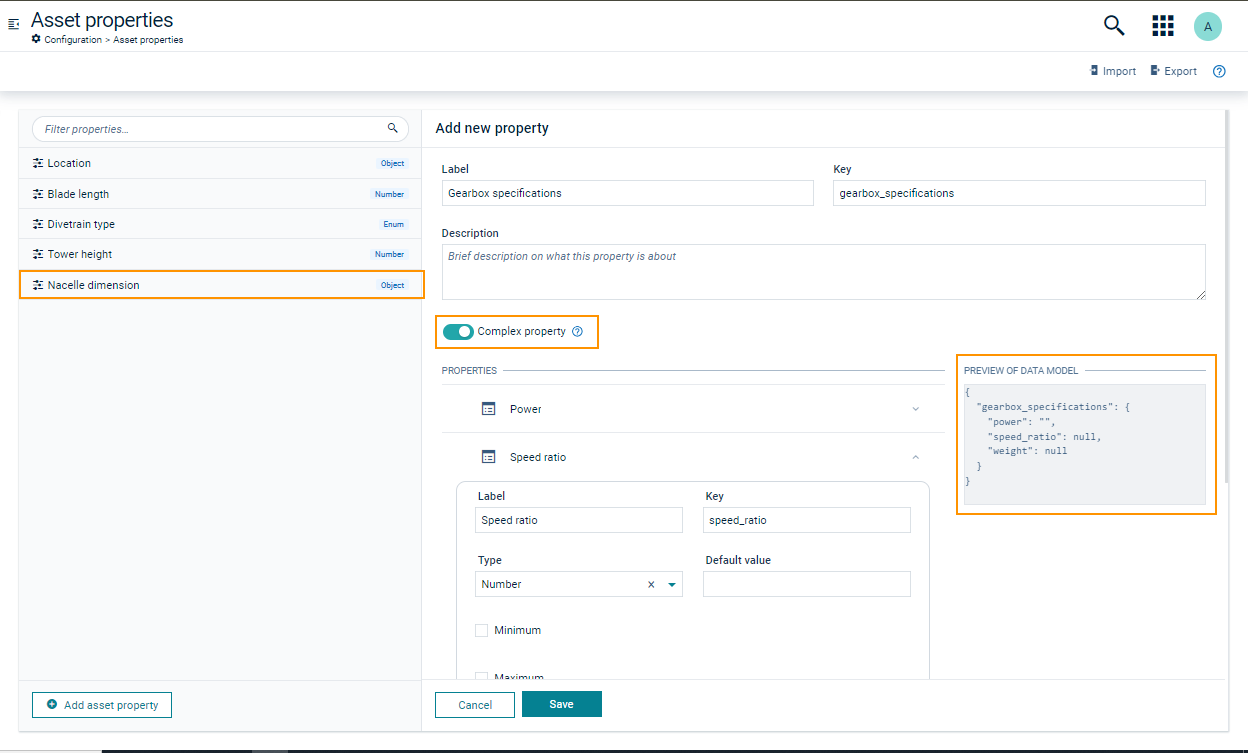 Asset properties
Configuration > Asset properties
A
Import Export ?
Filter properties...
Location Object
Blade length Number
Divetrain type Enum
Tower height Number
Nacelle dimension Object
Add asset property
Add new property
Label Key
Gearbox specifications gearbox_specifications
Description
Brief description on what this property is about
Complex property ?
PROPERTIES
Power
Speed ratio
Label Key
Speed ratio speed_ratio
Type Default value
Number
Minimum
Maximum
PREVIEW OF DATA MODEL
{
"gearbox_specifications": {
"power": "",
"speed_ratio": null,
"weight": null
}
}
Cancel Save